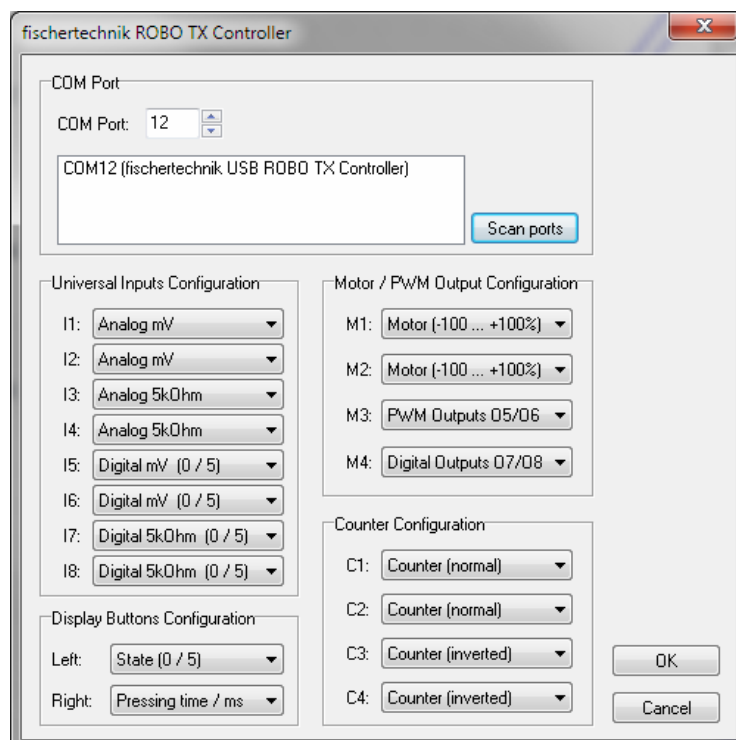 fischertechnik ROBO TX Controller
COM Port
COM Port: 12
COM12 (fischertechnik USB ROBO TX Controller)
Scan ports
Universal Inputs Configuration
I1: Analog mV
I2: Analog mV
I3: Analog 5kOhm
I4: Analog 5kOhm
I5: Digital mV (0 / 5)
I6: Digital mV (0 / 5)
I7: Digital 5kOhm (0 / 5)
I8: Digital 5kOhm (0 / 5)
Display Buttons Configuration
Left: State (0 / 5)
Right: Pressing time / ms
Motor / PWM Output Configuration
M1: Motor (-100 ... +100%)
M2: Motor (-100 ... +100%)
M3: PWM Outputs O5/O6
M4: Digital Outputs O7/O8
Counter Configuration
C1: Counter (normal)
C2: Counter (normal)
C3: Counter (inverted)
C4: Counter (inverted)
OK
Cancel